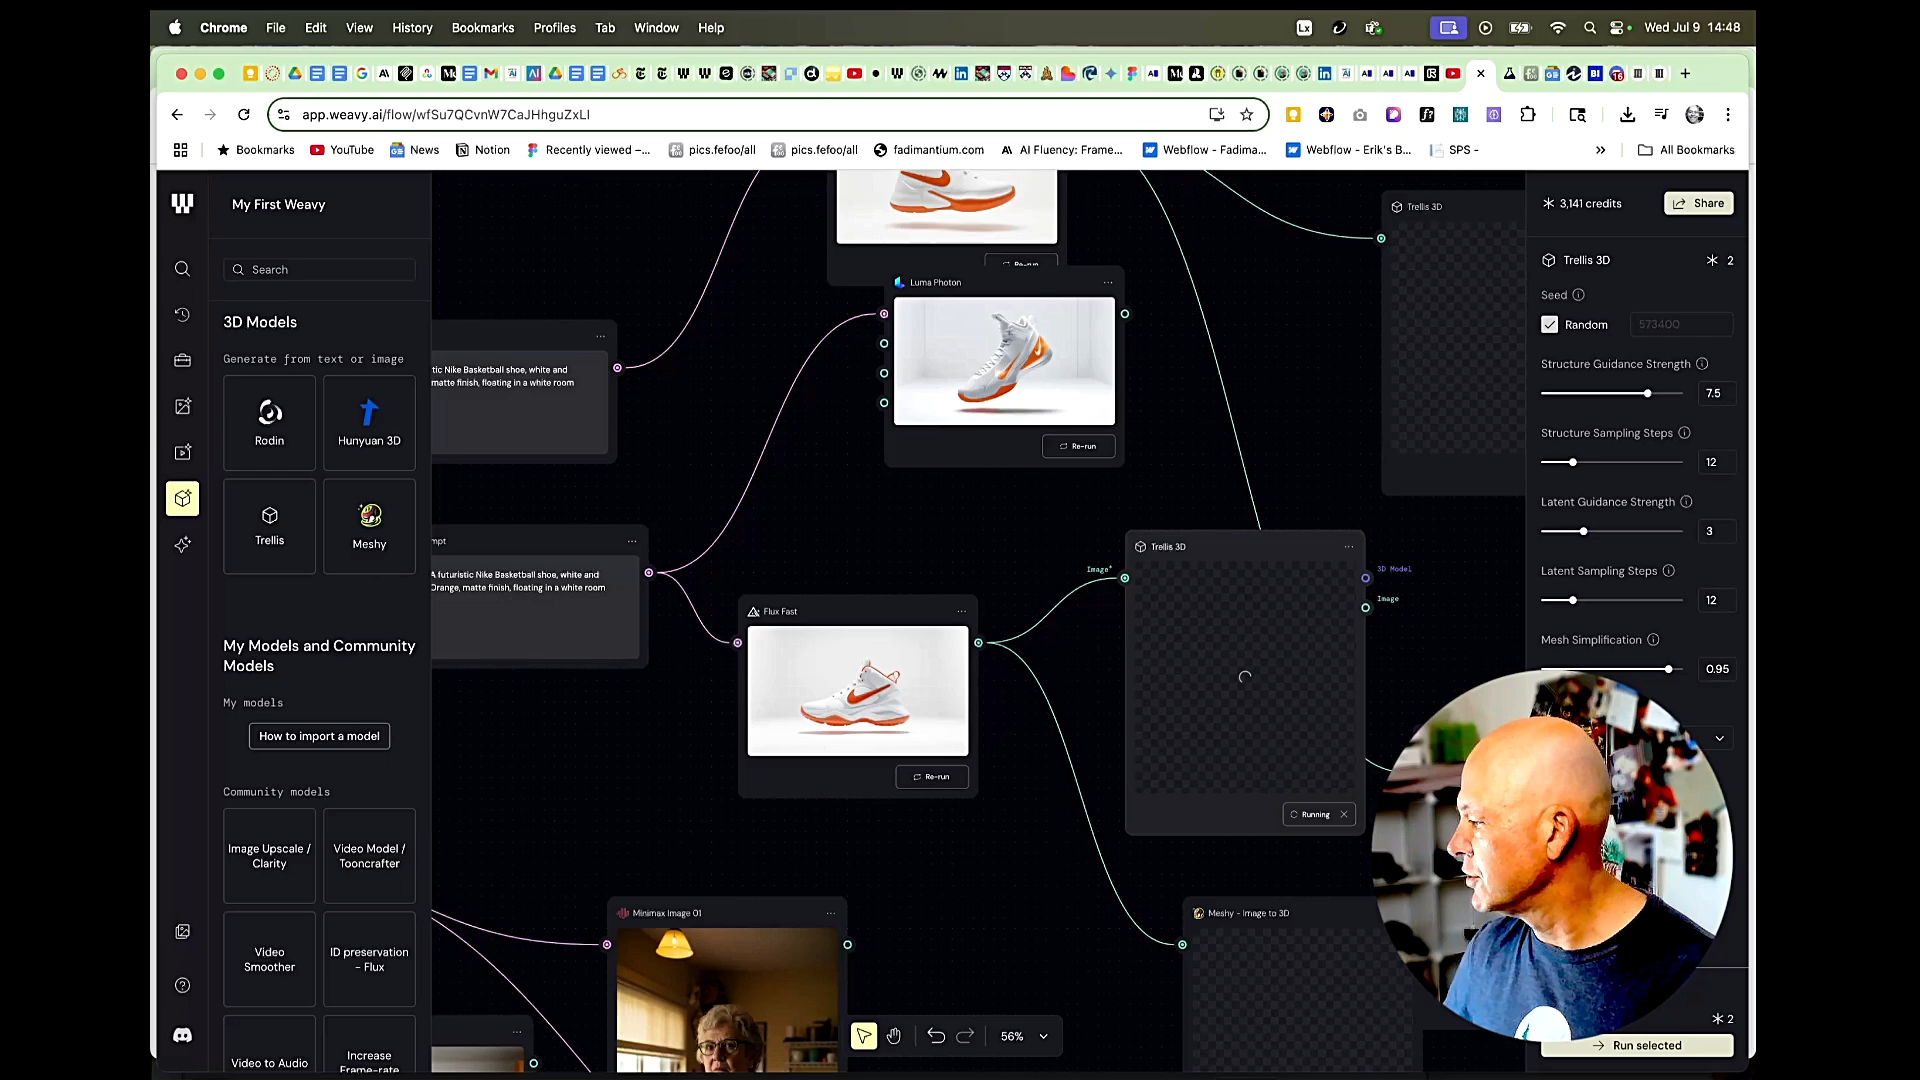 Chrome File Edit View History Bookmarks Profiles Tab Window Help
Wed Jul 9 14:48
app.weavy.ai/flow/wfSu7QCvnW7CaJHhguZxLI
Bookmarks YouTube News Notion Recently viewed –... pics.fefoo/all pics.fefoo/all fadimantium.com AI Fluency: Frame... Webflow - Fadima... Webflow - Erik's B... SPS - » All Bookmarks
My First Weavy
Search
3D Models
Generate from text or image
Rodin
Hunyuan 3D
Trellis
Meshy
My Models and Community
Models
My models
How to import a model
Community models
Image Upscale /
Clarity
Video Model /
Tooncrafter
Video
Smoother
ID preservation
- Flux
Video to Audio
Increase
Frame-rate
tic Nike Basketball shoe, white and
matte finish, floating in a white room
Re-run
Luma Photon
Re-run
mpt
A futuristic Nike Basketball shoe, white and
Orange, matte finish, floating in a white room
Flux Fast
Re-run
Trellis 3D
Image*
Trellis 3D
3D Model
Image
Running
Minimax Image 01
Meshy - Image to 3D
56%
3,141 credits
Share
Trellis 3D
2
Seed
Random
573400
Structure Guidance Strength
7.5
Structure Sampling Steps
12
Latent Guidance Strength
3
Latent Sampling Steps
12
Mesh Simplification
0.95
2
Run selected